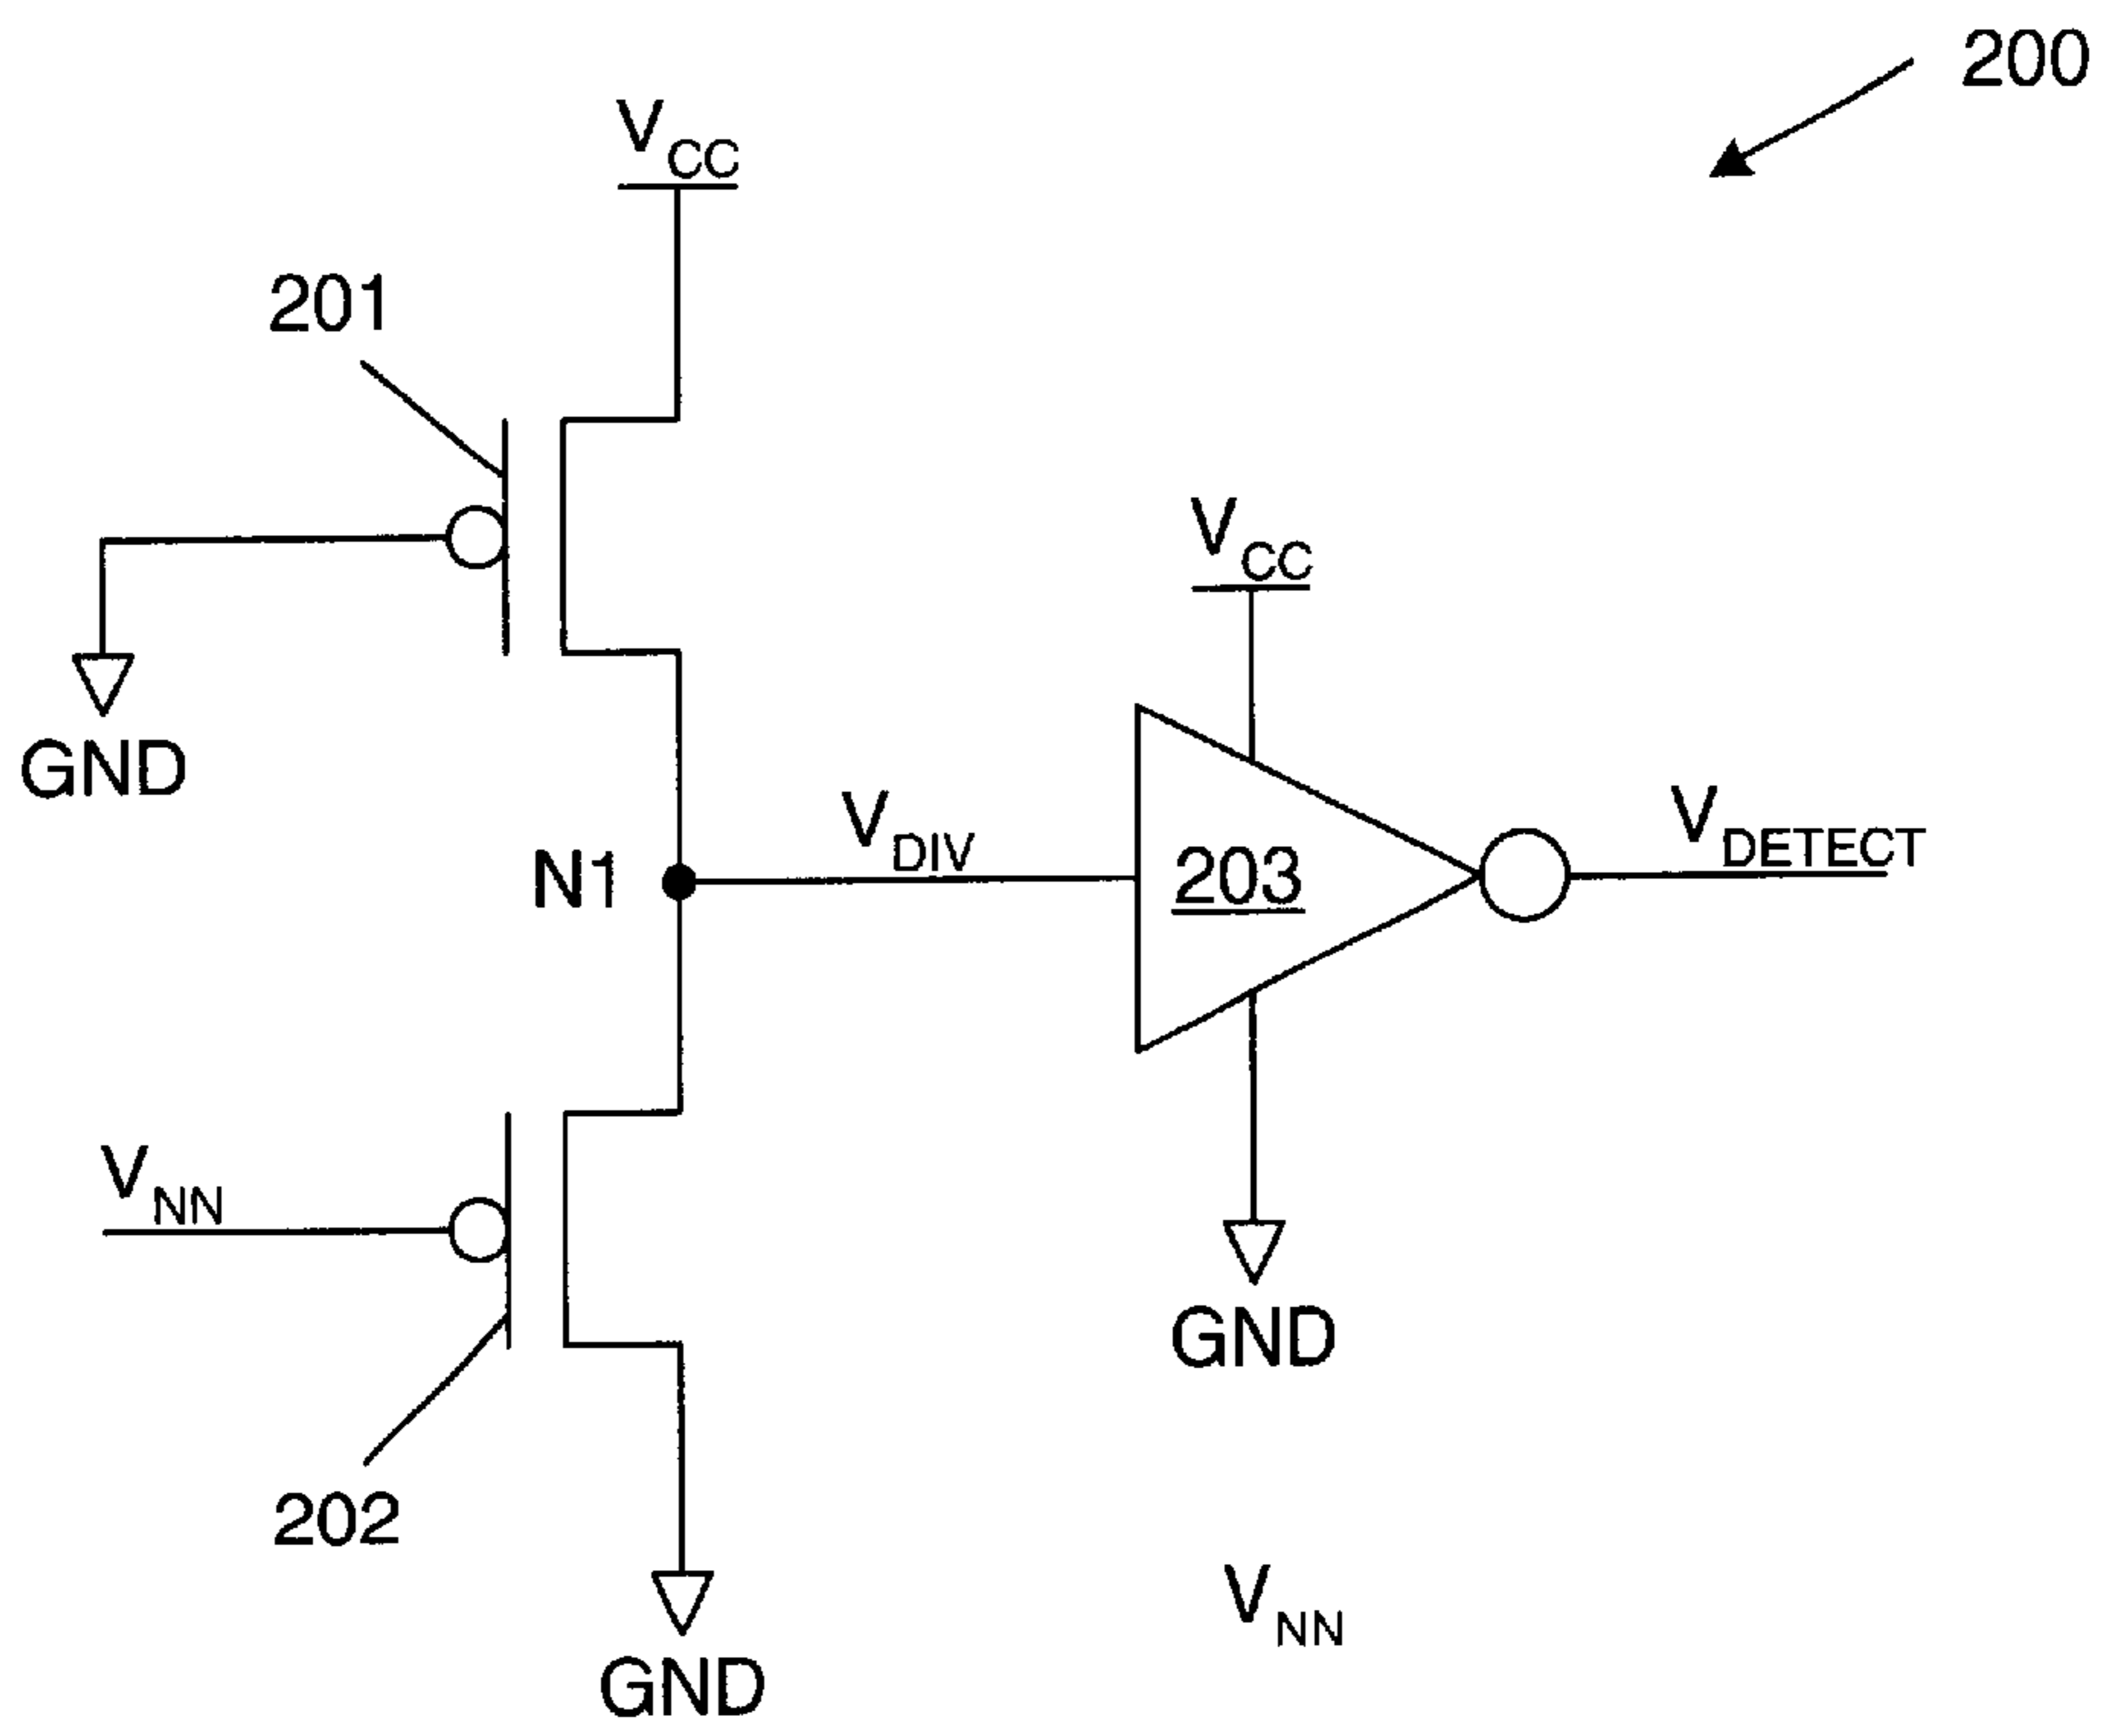 200
VCC
201
VCC
GND
VDIV
VDETECT
N1
203
VNN
GND
202
VNN
GND